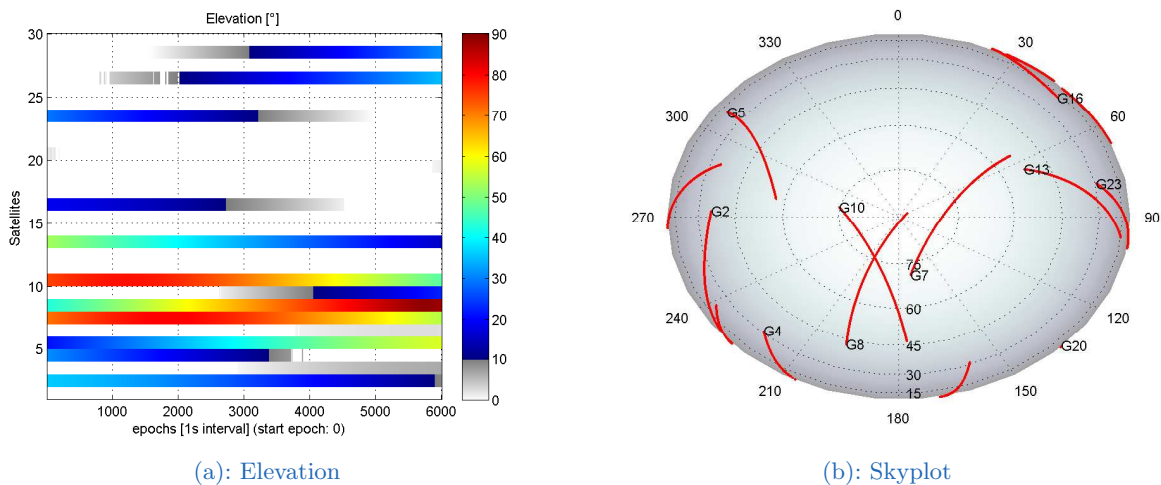 Elevation [°]
30
25
20
15
10
5
Satellites
1000 2000 3000 4000 5000 6000
epochs [1s interval] (start epoch: 0)
90
80
70
60
50
40
30
20
10
0
(a): Elevation
0
30
60
90
120
150
180
210
240
270
300
330
75
60
45
30
15
G16
G5
G13
G23
G10
G2
G7
G4
G8
G20
(b): Skyplot